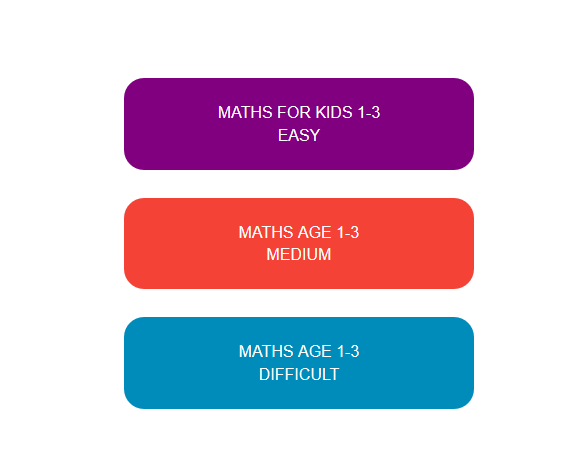 MATHS FOR KIDS 1-3
EASY
MATHS AGE 1-3
MEDIUM
MATHS AGE 1-3
DIFFICULT